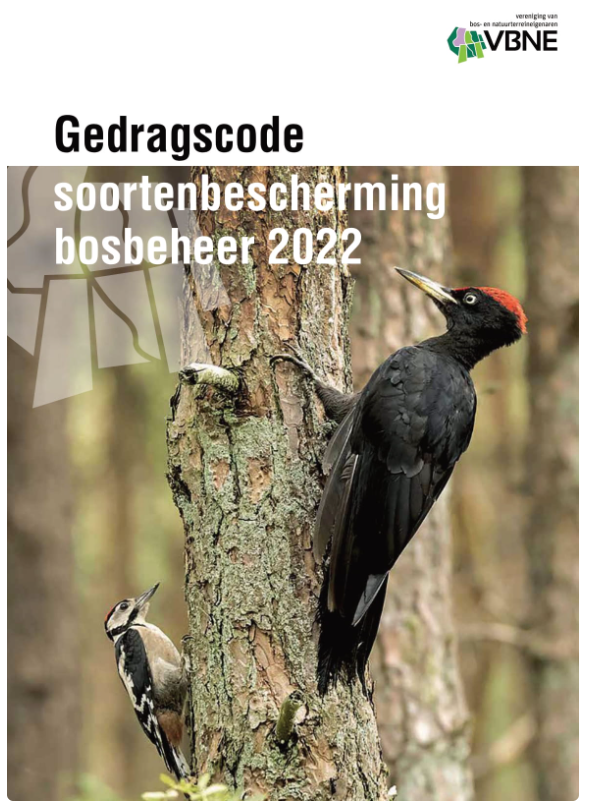 vereniging van
bos- en natuurterreineigenaren
VBNE
Gedragscode
soortenbescherming
bosbeheer 2022